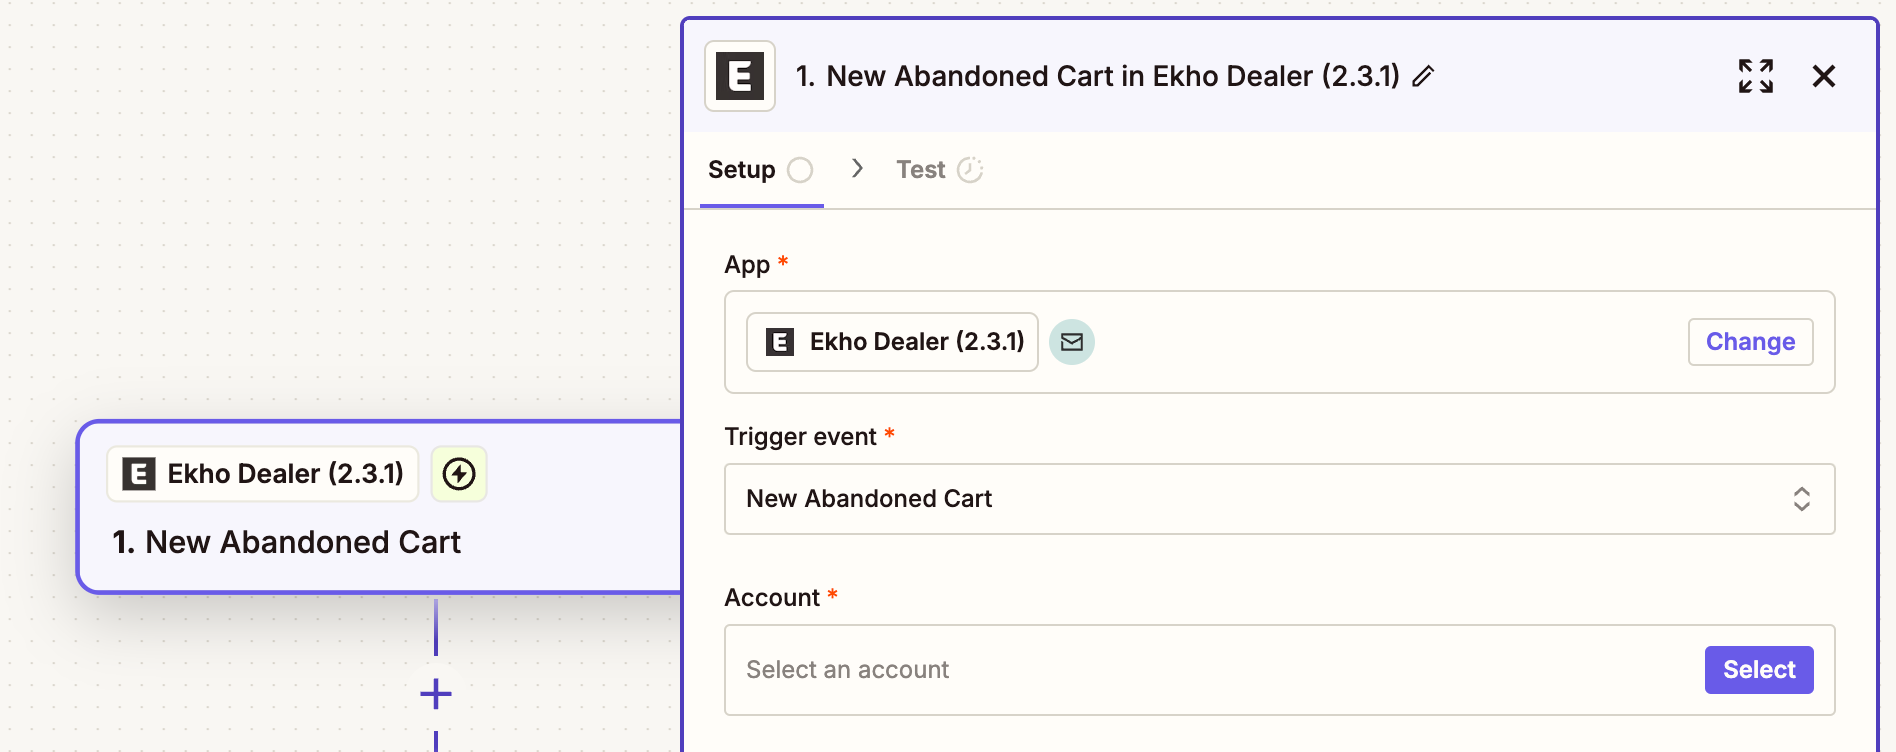 E Ekho Dealer (2.3.1)
1. New Abandoned Cart
E 1. New Abandoned Cart in Ekho Dealer (2.3.1)
Setup Test
App *
E Ekho Dealer (2.3.1) Change
Trigger event *
New Abandoned Cart
Account *
Select an account Select